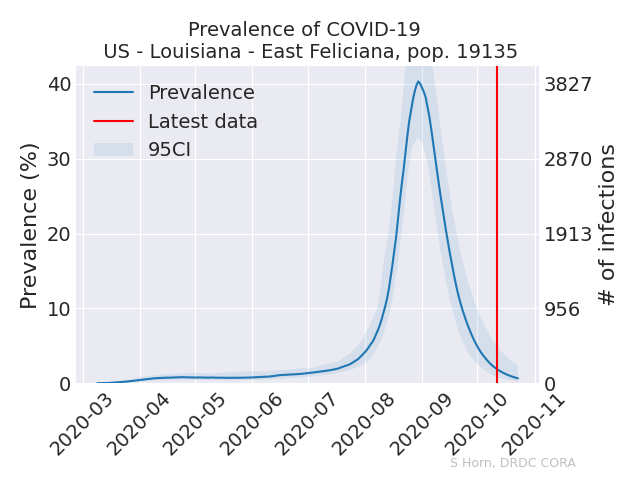 Prevalence of COVID-19
US - Louisiana - East Feliciana, pop. 19135
Prevalence
Latest data
95CI
Prevalence (%)
40
30
20
10
0
3827
2870
1913
956
0
# of infections
2020-03
2020-04
2020-05
2020-06
2020-07
2020-08
2020-09
2020-10
2020-11
S Horn, DRDC CORA